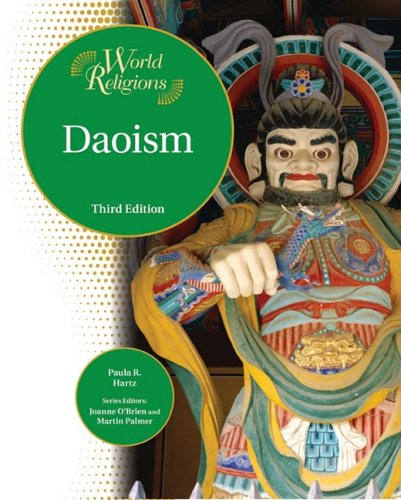 World
Religions
Daoism
Third Edition
Paula R.
Hartz
Series Editors:
Joanne O'Brien and
Martin Palmer